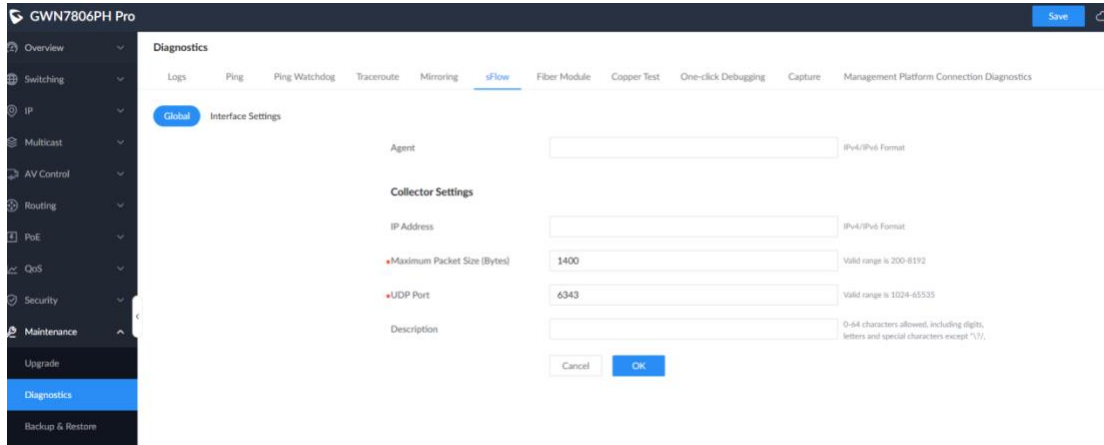 GWN7806PH Pro
Save
Overview
Switching
IP
Multicast
AV Control
Routing
PoE
QoS
Security
Maintenance
Upgrade
Diagnostics
Backup & Restore
Diagnostics
Logs Ping Ping Watchdog Traceroute Mirroring sFlow Fiber Module Copper Test One-click Debugging Capture Management Platform Connection Diagnostics
Global Interface Settings
Agent IPv4/IPv6 Format
Collector Settings
IP Address IPv4/IPv6 Format
*Maximum Packet Size (Bytes) 1400 Valid range is 200-8192
*UDP Port 6343 Valid range is 1024-65535
Description 0-64 characters allowed, including digits,
letters and special characters except "\?/,
Cancel OK